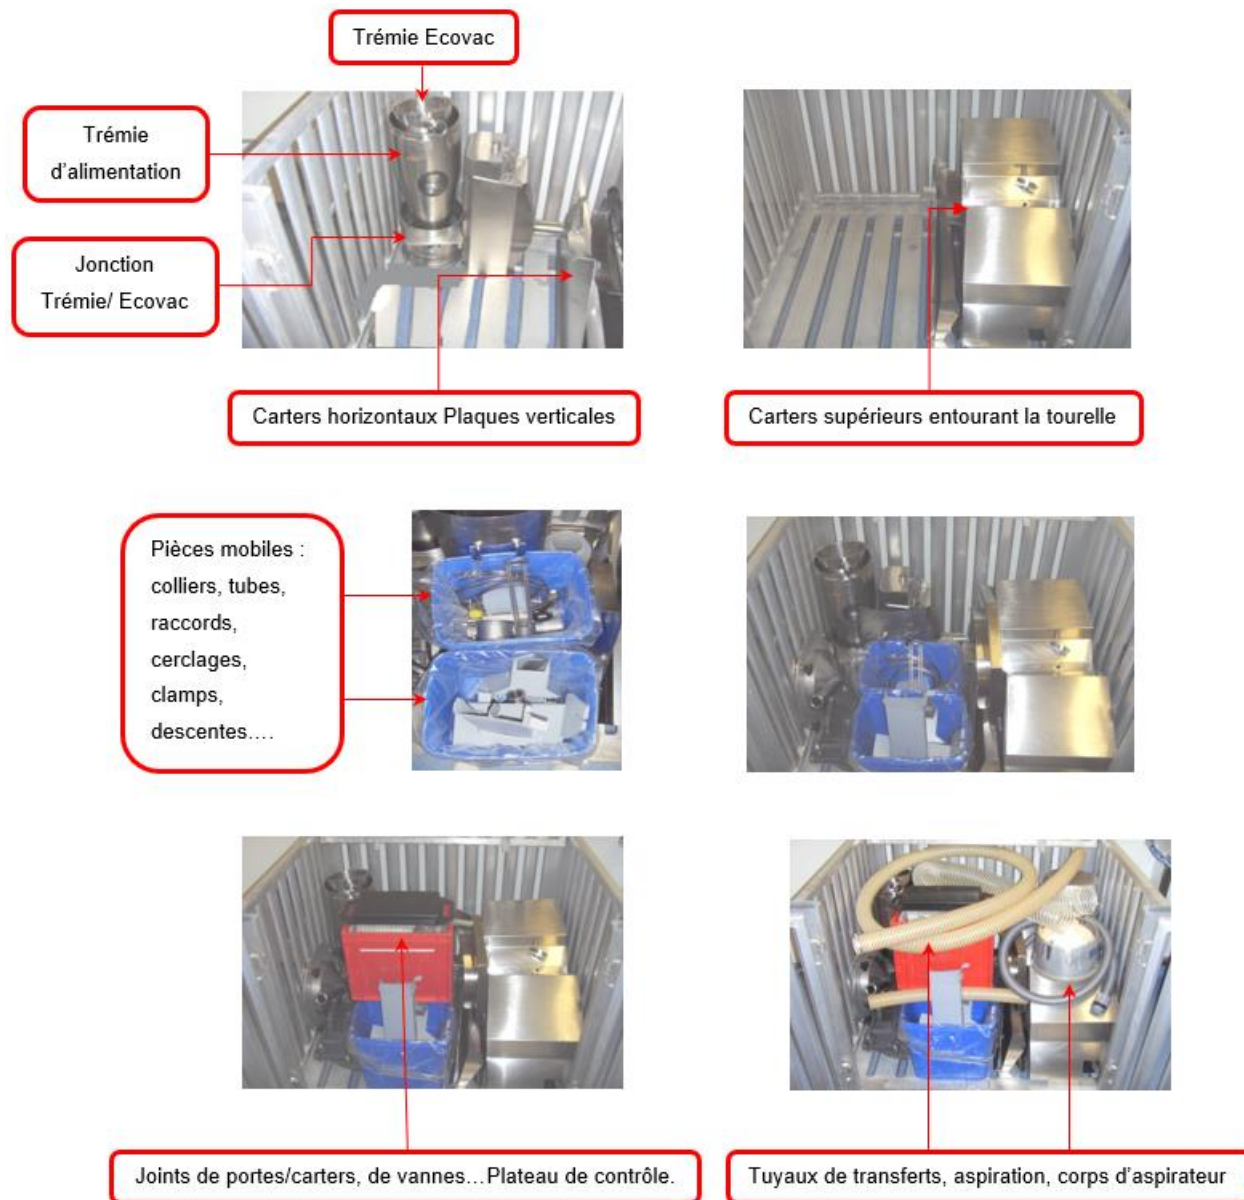 Trémie Ecovac
Trémie
d'alimentation
Jonction
Trémie/ Ecovac
Carters horizontaux Plaques verticales
Carters supérieurs entourant la tourelle
Pièces mobiles :
colliers, tubes,
raccords,
cerclages,
clamps,
descentes….
Joints de portes/carters, de vannes…Plateau de contrôle.
Tuyaux de transferts, aspiration, corps d'aspirateur